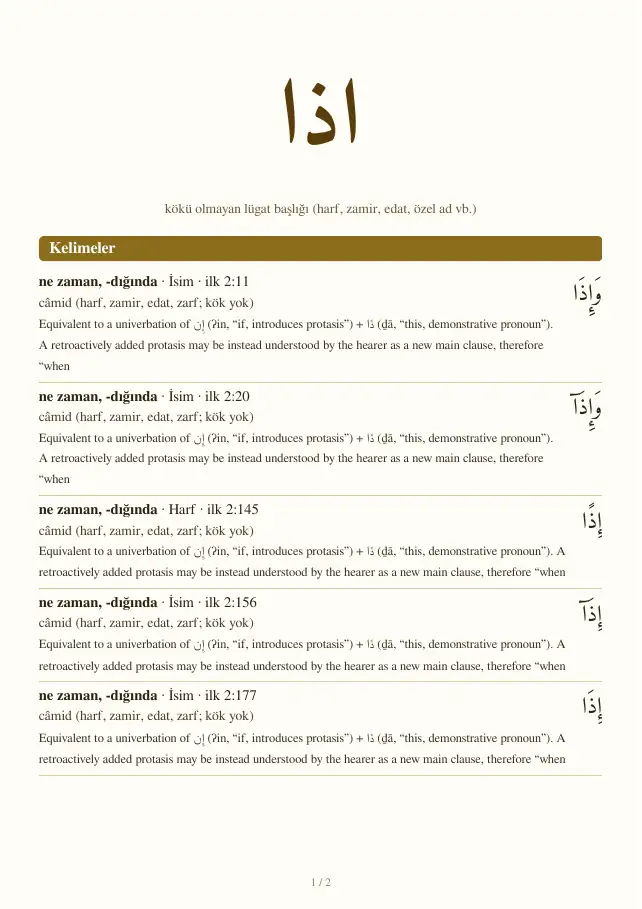 اذا
kökü olmayan lügat başlığı (harf, zamir, edat, özel ad vb.)
Kelimeler
ne zaman, -dığında · İsim · ilk 2:11 وَإِذَا
câmid (harf, zamir, edat, zarf; kök yok)
Equivalent to a univerbation of إِن (ʔin, “if, introduces protasis”) + ذا (ḏā, “this, demonstrative pronoun”).
A retroactively added protasis may be instead understood by the hearer as a new main clause, therefore
“when
ne zaman, -dığında · İsim · ilk 2:20 وَإِذَآ
câmid (harf, zamir, edat, zarf; kök yok)
Equivalent to a univerbation of إِن (ʔin, “if, introduces protasis”) + ذا (ḏā, “this, demonstrative pronoun”).
A retroactively added protasis may be instead understood by the hearer as a new main clause, therefore
“when
ne zaman, -dığında · Harf · ilk 2:145 إِذًا
câmid (harf, zamir, edat, zarf; kök yok)
Equivalent to a univerbation of إِن (ʔin, “if, introduces protasis”) + ذا (ḏā, “this, demonstrative pronoun”). A
retroactively added protasis may be instead understood by the hearer as a new main clause, therefore “when
ne zaman, -dığında · İsim · ilk 2:156 إِذَآ
câmid (harf, zamir, edat, zarf; kök yok)
Equivalent to a univerbation of إِن (ʔin, “if, introduces protasis”) + ذا (ḏā, “this, demonstrative pronoun”). A
retroactively added protasis may be instead understood by the hearer as a new main clause, therefore “when
ne zaman, -dığında · İsim · ilk 2:177 إِذَا
câmid (harf, zamir, edat, zarf; kök yok)
Equivalent to a univerbation of إِن (ʔin, “if, introduces protasis”) + ذا (ḏā, “this, demonstrative pronoun”). A
retroactively added protasis may be instead understood by the hearer as a new main clause, therefore “when
1 / 2